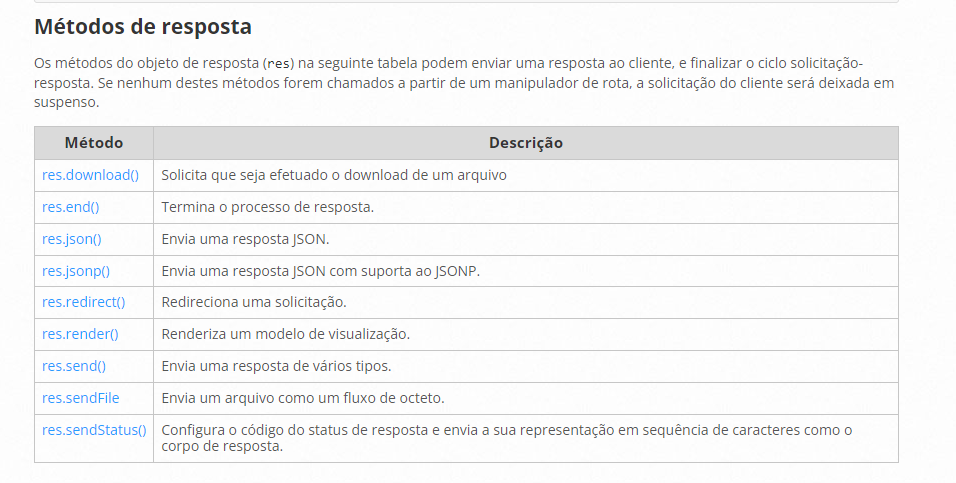 Métodos de resposta
Os métodos do objeto de resposta (res) na seguinte tabela podem enviar uma resposta ao cliente, e finalizar o ciclo solicitação-
resposta. Se nenhum destes métodos forem chamados a partir de um manipulador de rota, a solicitação do cliente será deixada em
suspenso.
Método Descrição
res.download() Solicita que seja efetuado o download de um arquivo
res.end() Termina o processo de resposta.
res.json() Envia uma resposta JSON.
res.jsonp() Envia uma resposta JSON com suporta ao JSONP.
res.redirect() Redireciona uma solicitação.
res.render() Renderiza um modelo de visualização.
res.send() Envia uma resposta de vários tipos.
res.sendFile Envia um arquivo como um fluxo de octeto.
res.sendStatus() Configura o código do status de resposta e envia a sua representação em sequência de caracteres como o
corpo de resposta.